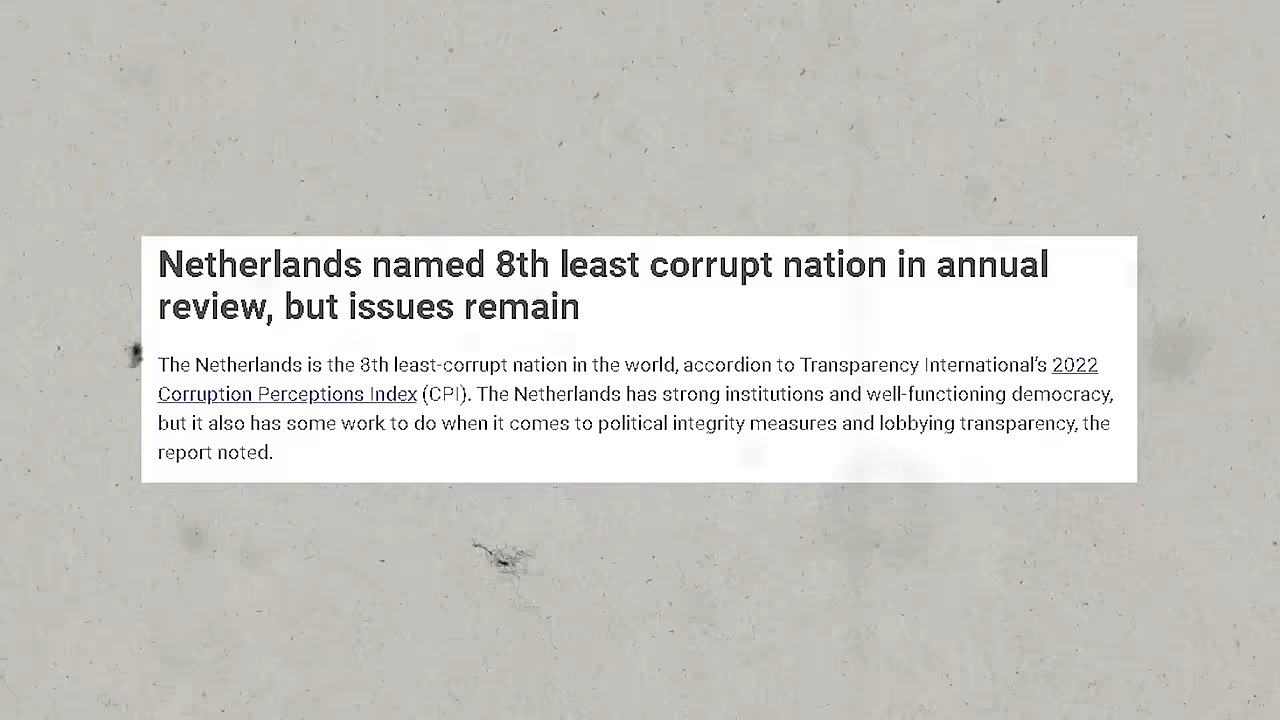 Netherlands named 8th least corrupt nation in annual
review, but issues remain
The Netherlands is the 8th least-corrupt nation in the world, accordion to Transparency International's 2022
Corruption Perceptions Index (CPI). The Netherlands has strong institutions and well-functioning democracy,
but it also has some work to do when it comes to political integrity measures and lobbying transparency, the
report noted.